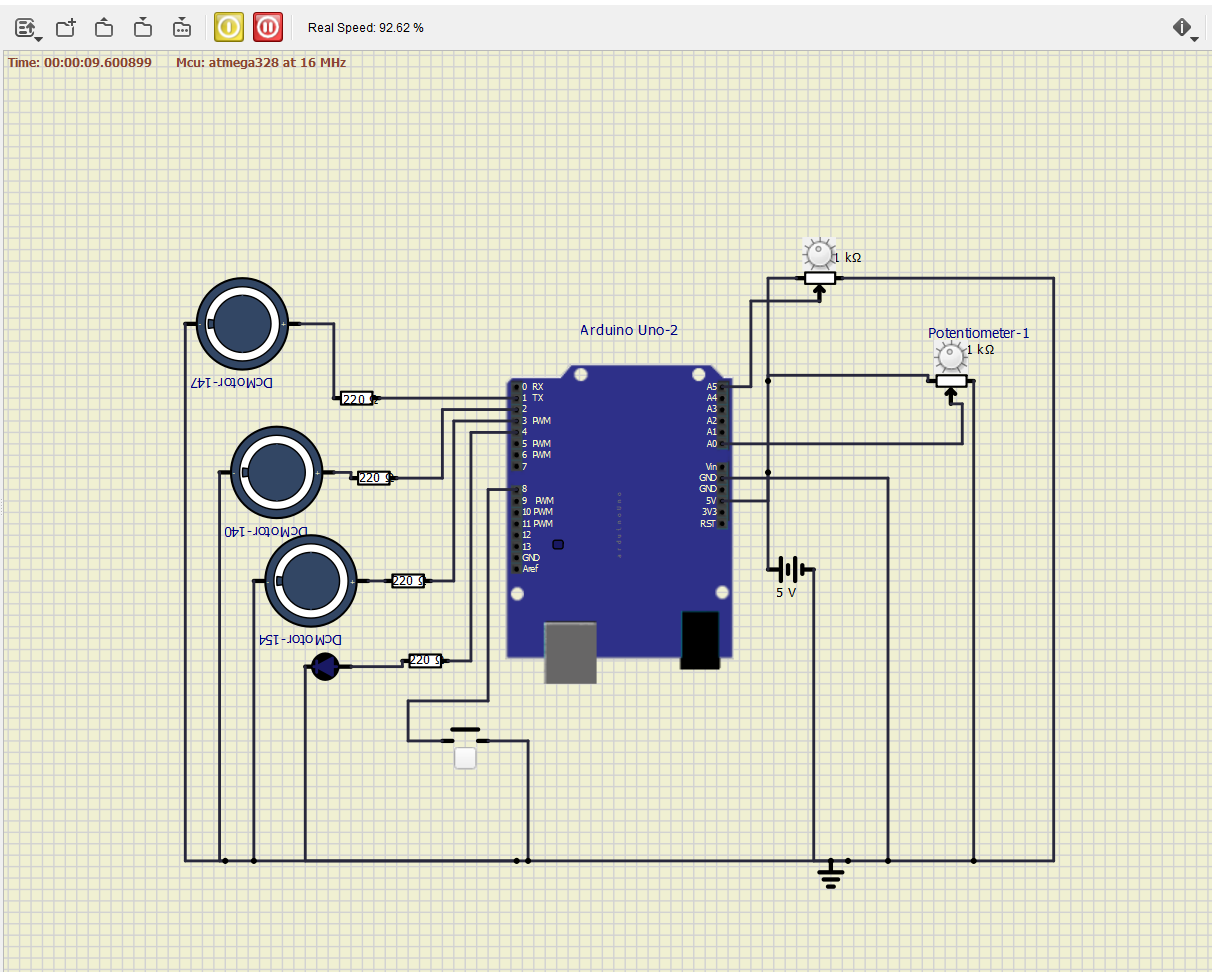 Real Speed: 92.62 %
Time: 00:00:09.600899 Mcu: atmega328 at 16 MHz
1 kΩ
Arduino Uno-2
Potentiometer-1
1 kΩ
DcMotor-147
220 Ω
DcMotor-140
220 Ω
DcMotor-154
220 Ω
220 Ω
0 RX
1 TX
2
3 PWM
4
5 PWM
6 PWM
7
8
9 PWM
10 PWM
11 PWM
12
13
GND
Aref
A5
A4
A3
A2
A1
A0
Vin
GND
GND
5V
3V3
RST
arduinoUno
5 V